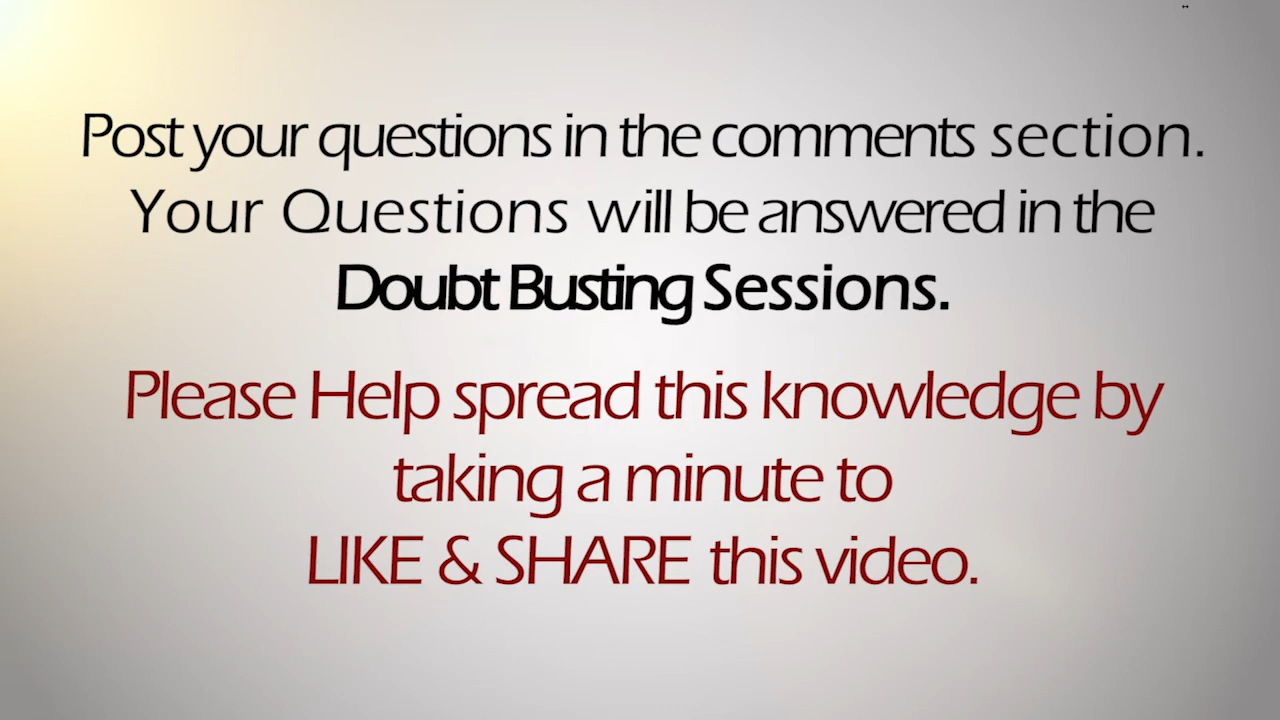 Post your questions in the comments section.
Your Questions will be answered in the
Doubt Busting Sessions.
Please Help spread this knowledge by
taking a minute to
LIKE & SHARE this video.